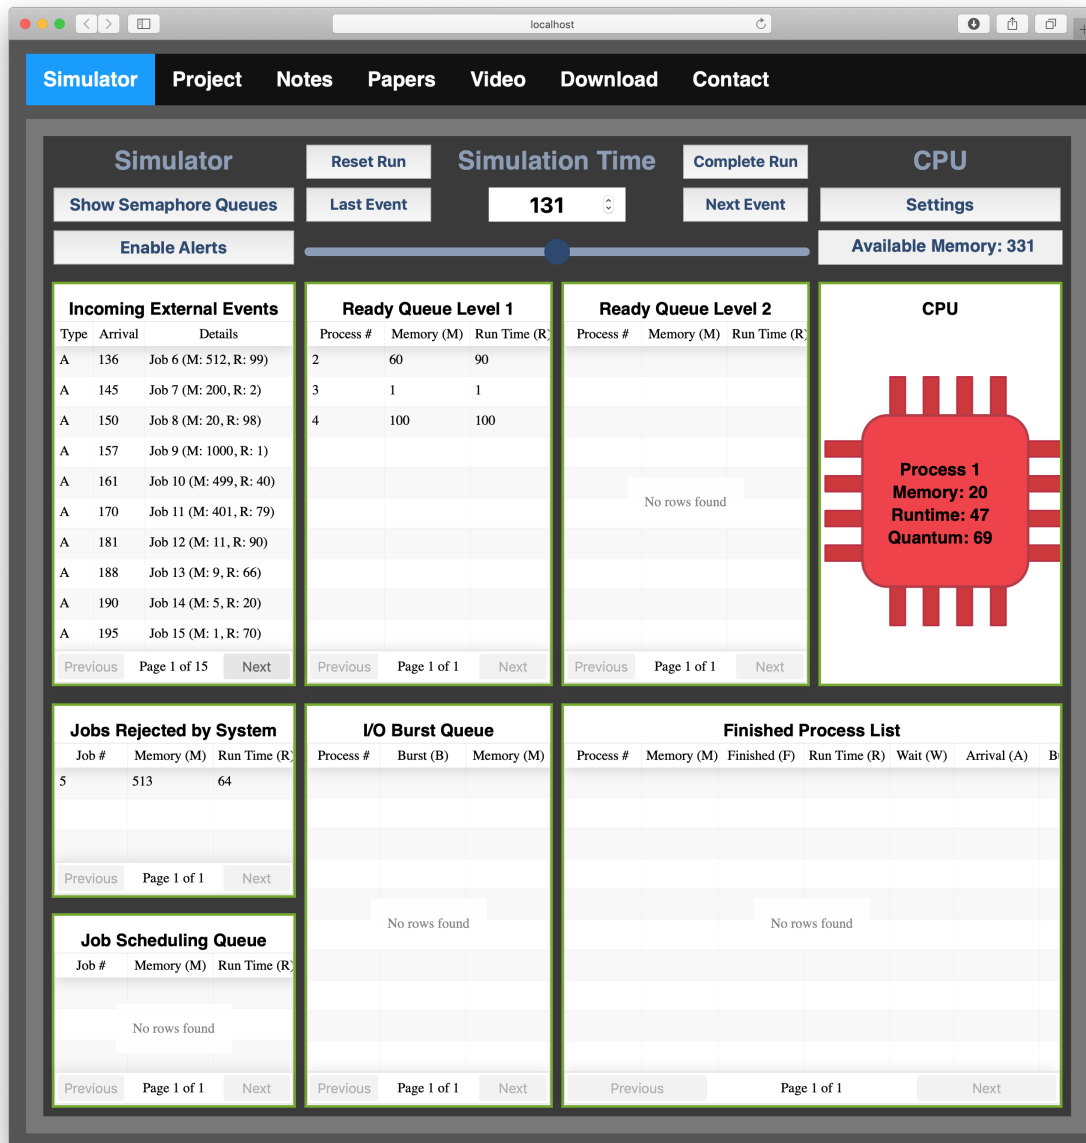 localhost
Simulator Project Notes Papers Video Download Contact
Simulator
Reset Run
Simulation Time
Complete Run
CPU
Show Semaphore Queues
Last Event
131
Next Event
Settings
Enable Alerts
Available Memory: 331
Incoming External Events
Type Arrival Details
A 136 Job 6 (M: 512, R: 99)
A 145 Job 7 (M: 200, R: 2)
A 150 Job 8 (M: 20, R: 98)
A 157 Job 9 (M: 1000, R: 1)
A 161 Job 10 (M: 499, R: 40)
A 170 Job 11 (M: 401, R: 79)
A 181 Job 12 (M: 11, R: 90)
A 188 Job 13 (M: 9, R: 66)
A 190 Job 14 (M: 5, R: 20)
A 195 Job 15 (M: 1, R: 70)
Previous Page 1 of 15 Next
Ready Queue Level 1
Process # Memory (M) Run Time (R)
2 60 90
3 1 1
4 100 100
Previous Page 1 of 1 Next
Ready Queue Level 2
Process # Memory (M) Run Time (R)
No rows found
Previous Page 1 of 1 Next
CPU
Process 1
Memory: 20
Runtime: 47
Quantum: 69
Jobs Rejected by System
Job # Memory (M) Run Time (R)
5 513 64
Previous Page 1 of 1 Next
Job Scheduling Queue
Job # Memory (M) Run Time (R)
No rows found
Previous Page 1 of 1 Next
I/O Burst Queue
Process # Burst (B) Memory (M)
No rows found
Previous Page 1 of 1 Next
Finished Process List
Process # Memory (M) Finished (F) Run Time (R) Wait (W) Arrival (A)
No rows found
Previous Page 1 of 1 Next